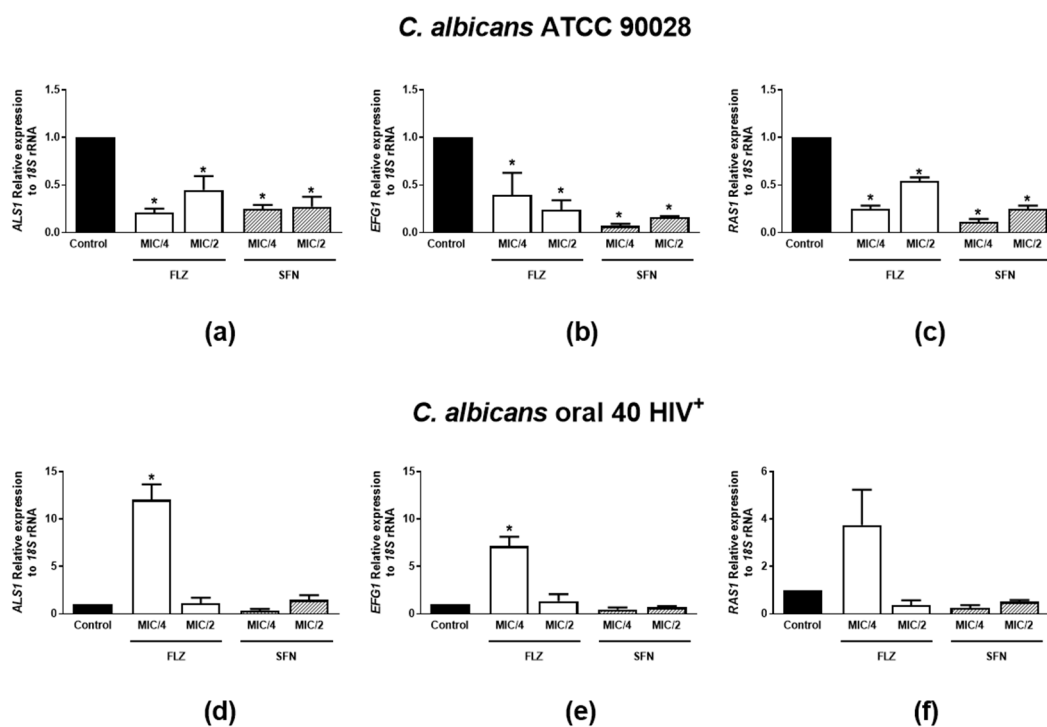 C. albicans ATCC 90028
ALS1 Relative expression
to 18S rRNA
1.5
1.0
0.5
0.0
*
*
*
*
Control
MIC/4
MIC/2
MIC/4
MIC/2
FLZ
SFN
(a)
EFG1 Relative expression
to 18S rRNA
1.5
1.0
0.5
0.0
*
*
*
*
Control
MIC/4
MIC/2
MIC/4
MIC/2
FLZ
SFN
(b)
RAS1 Relative expression
to 18S rRNA
1.5
1.0
0.5
0.0
*
*
*
*
Control
MIC/4
MIC/2
MIC/4
MIC/2
FLZ
SFN
(c)
C. albicans oral 40 HIV+
ALS1 Relative expression
to 18S rRNA
15
10
5
0
*
Control
MIC/4
MIC/2
MIC/4
MIC/2
FLZ
SFN
(d)
EFG1 Relative expression
to 18S rRNA
15
10
5
0
*
Control
MIC/4
MIC/2
MIC/4
MIC/2
FLZ
SFN
(e)
RAS1 Relative expression
to 18S rRNA
6
4
2
0
Control
MIC/4
MIC/2
MIC/4
MIC/2
FLZ
SFN
(f)